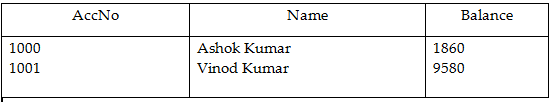 AccNo Name Balance
1000 Ashok Kumar 1860
1001 Vinod Kumar 9580